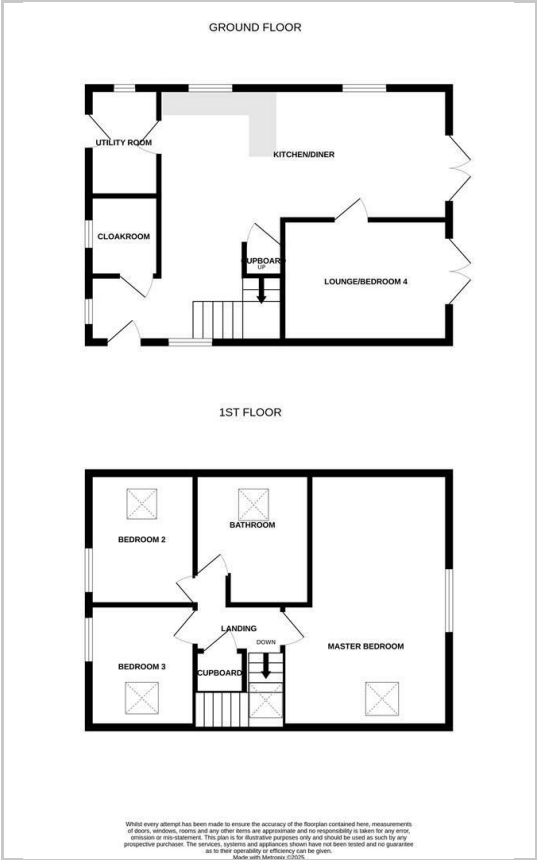 GROUND FLOOR
UTILITY ROOM
KITCHEN/DINER
CLOAKROOM
CUPBOARD
UP
LOUNGE/BEDROOM 4
1ST FLOOR
BATHROOM
BEDROOM 2
LANDING
DOWN
MASTER BEDROOM
BEDROOM 3
CUPBOARD
Whilst every attempt has been made to ensure the accuracy of the floorplan contained here, measurements
of doors, windows, rooms and any other items are approximate and no responsibility is taken for any error,
omission or mis-statement. This plan is for illustrative purposes only and should be used as such by any
prospective purchaser. The services, systems and appliances shown have not been tested and no guarantee
as to their operability or efficiency can be given.
Made with Metropix ©2025